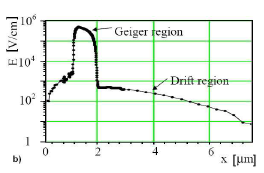 E [V/cm]
10⁶
10⁴
10²
1
Geiger region
Drift region
0
2
4
6
x [μm]
b)